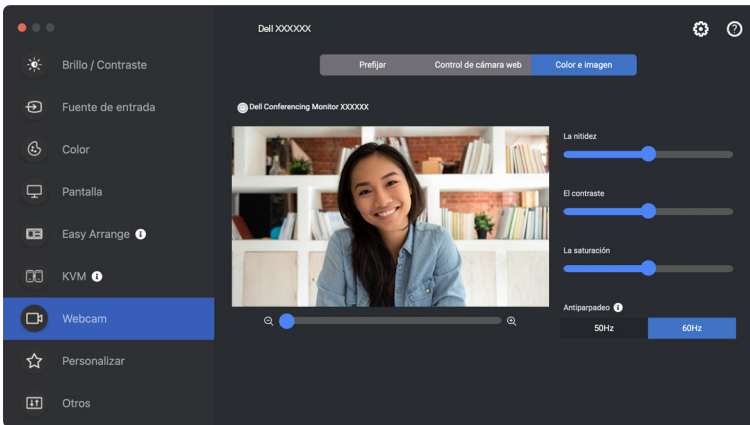 Dell XXXXXX
Brillo / Contraste
Fuente de entrada
Color
Pantalla
Easy Arrange
KVM
Webcam
Personalizar
Otros
Prefijar
Control de cámara web
Color e imagen
Dell Conferencing Monitor XXXXXX
La nitidez
El contraste
La saturación
Antiparpadeo
50Hz
60Hz